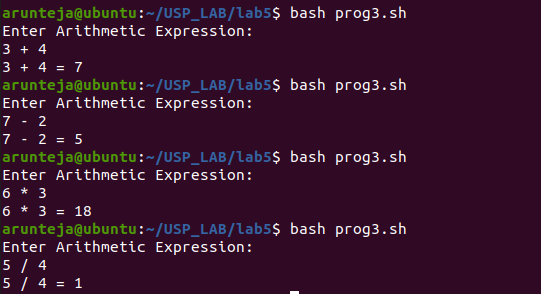 arunteja@ubuntu:~/USP_LAB/lab5$ bash prog3.sh
Enter Arithmetic Expression:
3 + 4
3 + 4 = 7
arunteja@ubuntu:~/USP_LAB/lab5$ bash prog3.sh
Enter Arithmetic Expression:
7 - 2
7 - 2 = 5
arunteja@ubuntu:~/USP_LAB/lab5$ bash prog3.sh
Enter Arithmetic Expression:
6 * 3
6 * 3 = 18
arunteja@ubuntu:~/USP_LAB/lab5$ bash prog3.sh
Enter Arithmetic Expression:
5 / 4
5 / 4 = 1